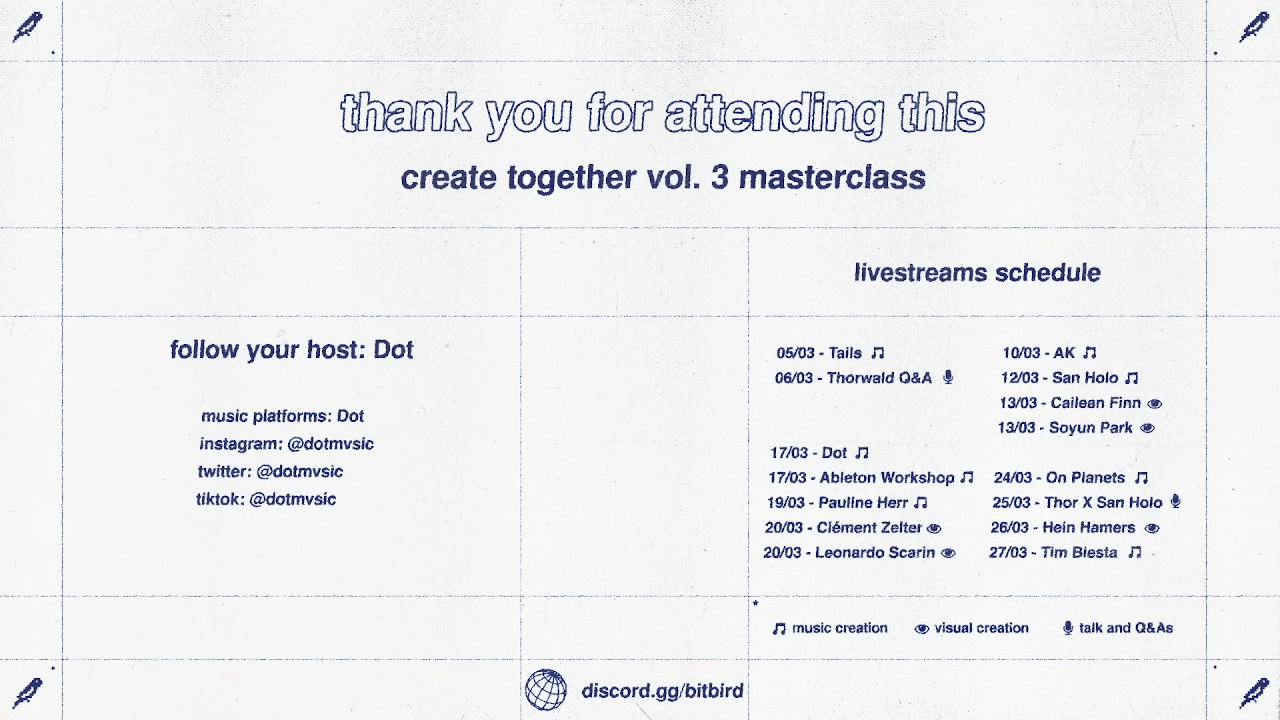 thank you for attending this
create together vol. 3 masterclass
follow your host: Dot
music platforms: Dot
instagram: @dotmvsic
twitter: @dotmvsic
tiktok: @dotmvsic
livestreams schedule
05/03 - Tails
06/03 - Thorwald Q&A
10/03 - AK
12/03 - San Holo
13/03 - Cailean Finn
13/03 - Soyun Park
17/03 - Dot
17/03 - Ableton Workshop
19/03 - Pauline Herr
20/03 - Clément Zelter
20/03 - Leonardo Scarin
24/03 - On Planets
25/03 - Thor X San Holo
26/03 - Hein Hamers
27/03 - Tim Biesta
music creation
visual creation
talk and Q&As
discord.gg/bitbird